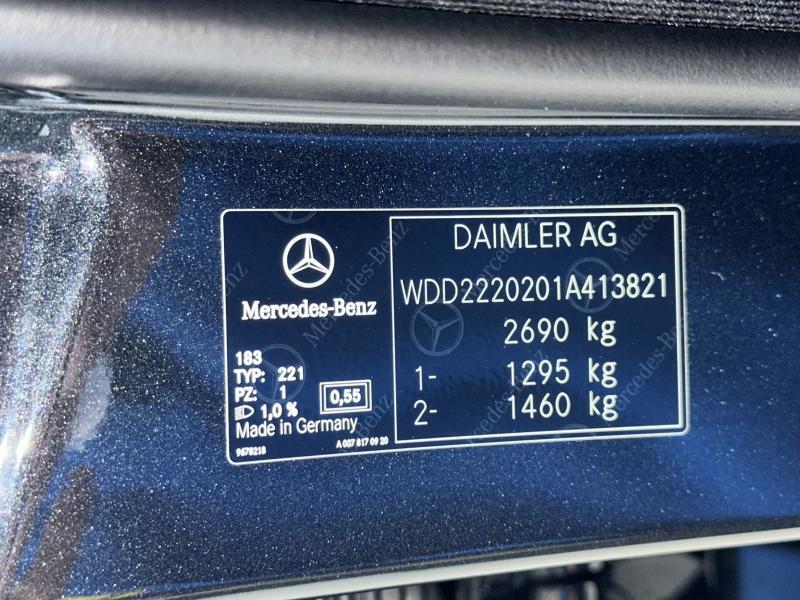 Mercedes-Benz
183
TYP: 221
PZ: 1
1,0 %
0,55
Made in Germany
9678218
A 007 817 09 20
DAIMLER AG
WDD2220201A413821
2690 kg
1- 1295 kg
2- 1460 kg